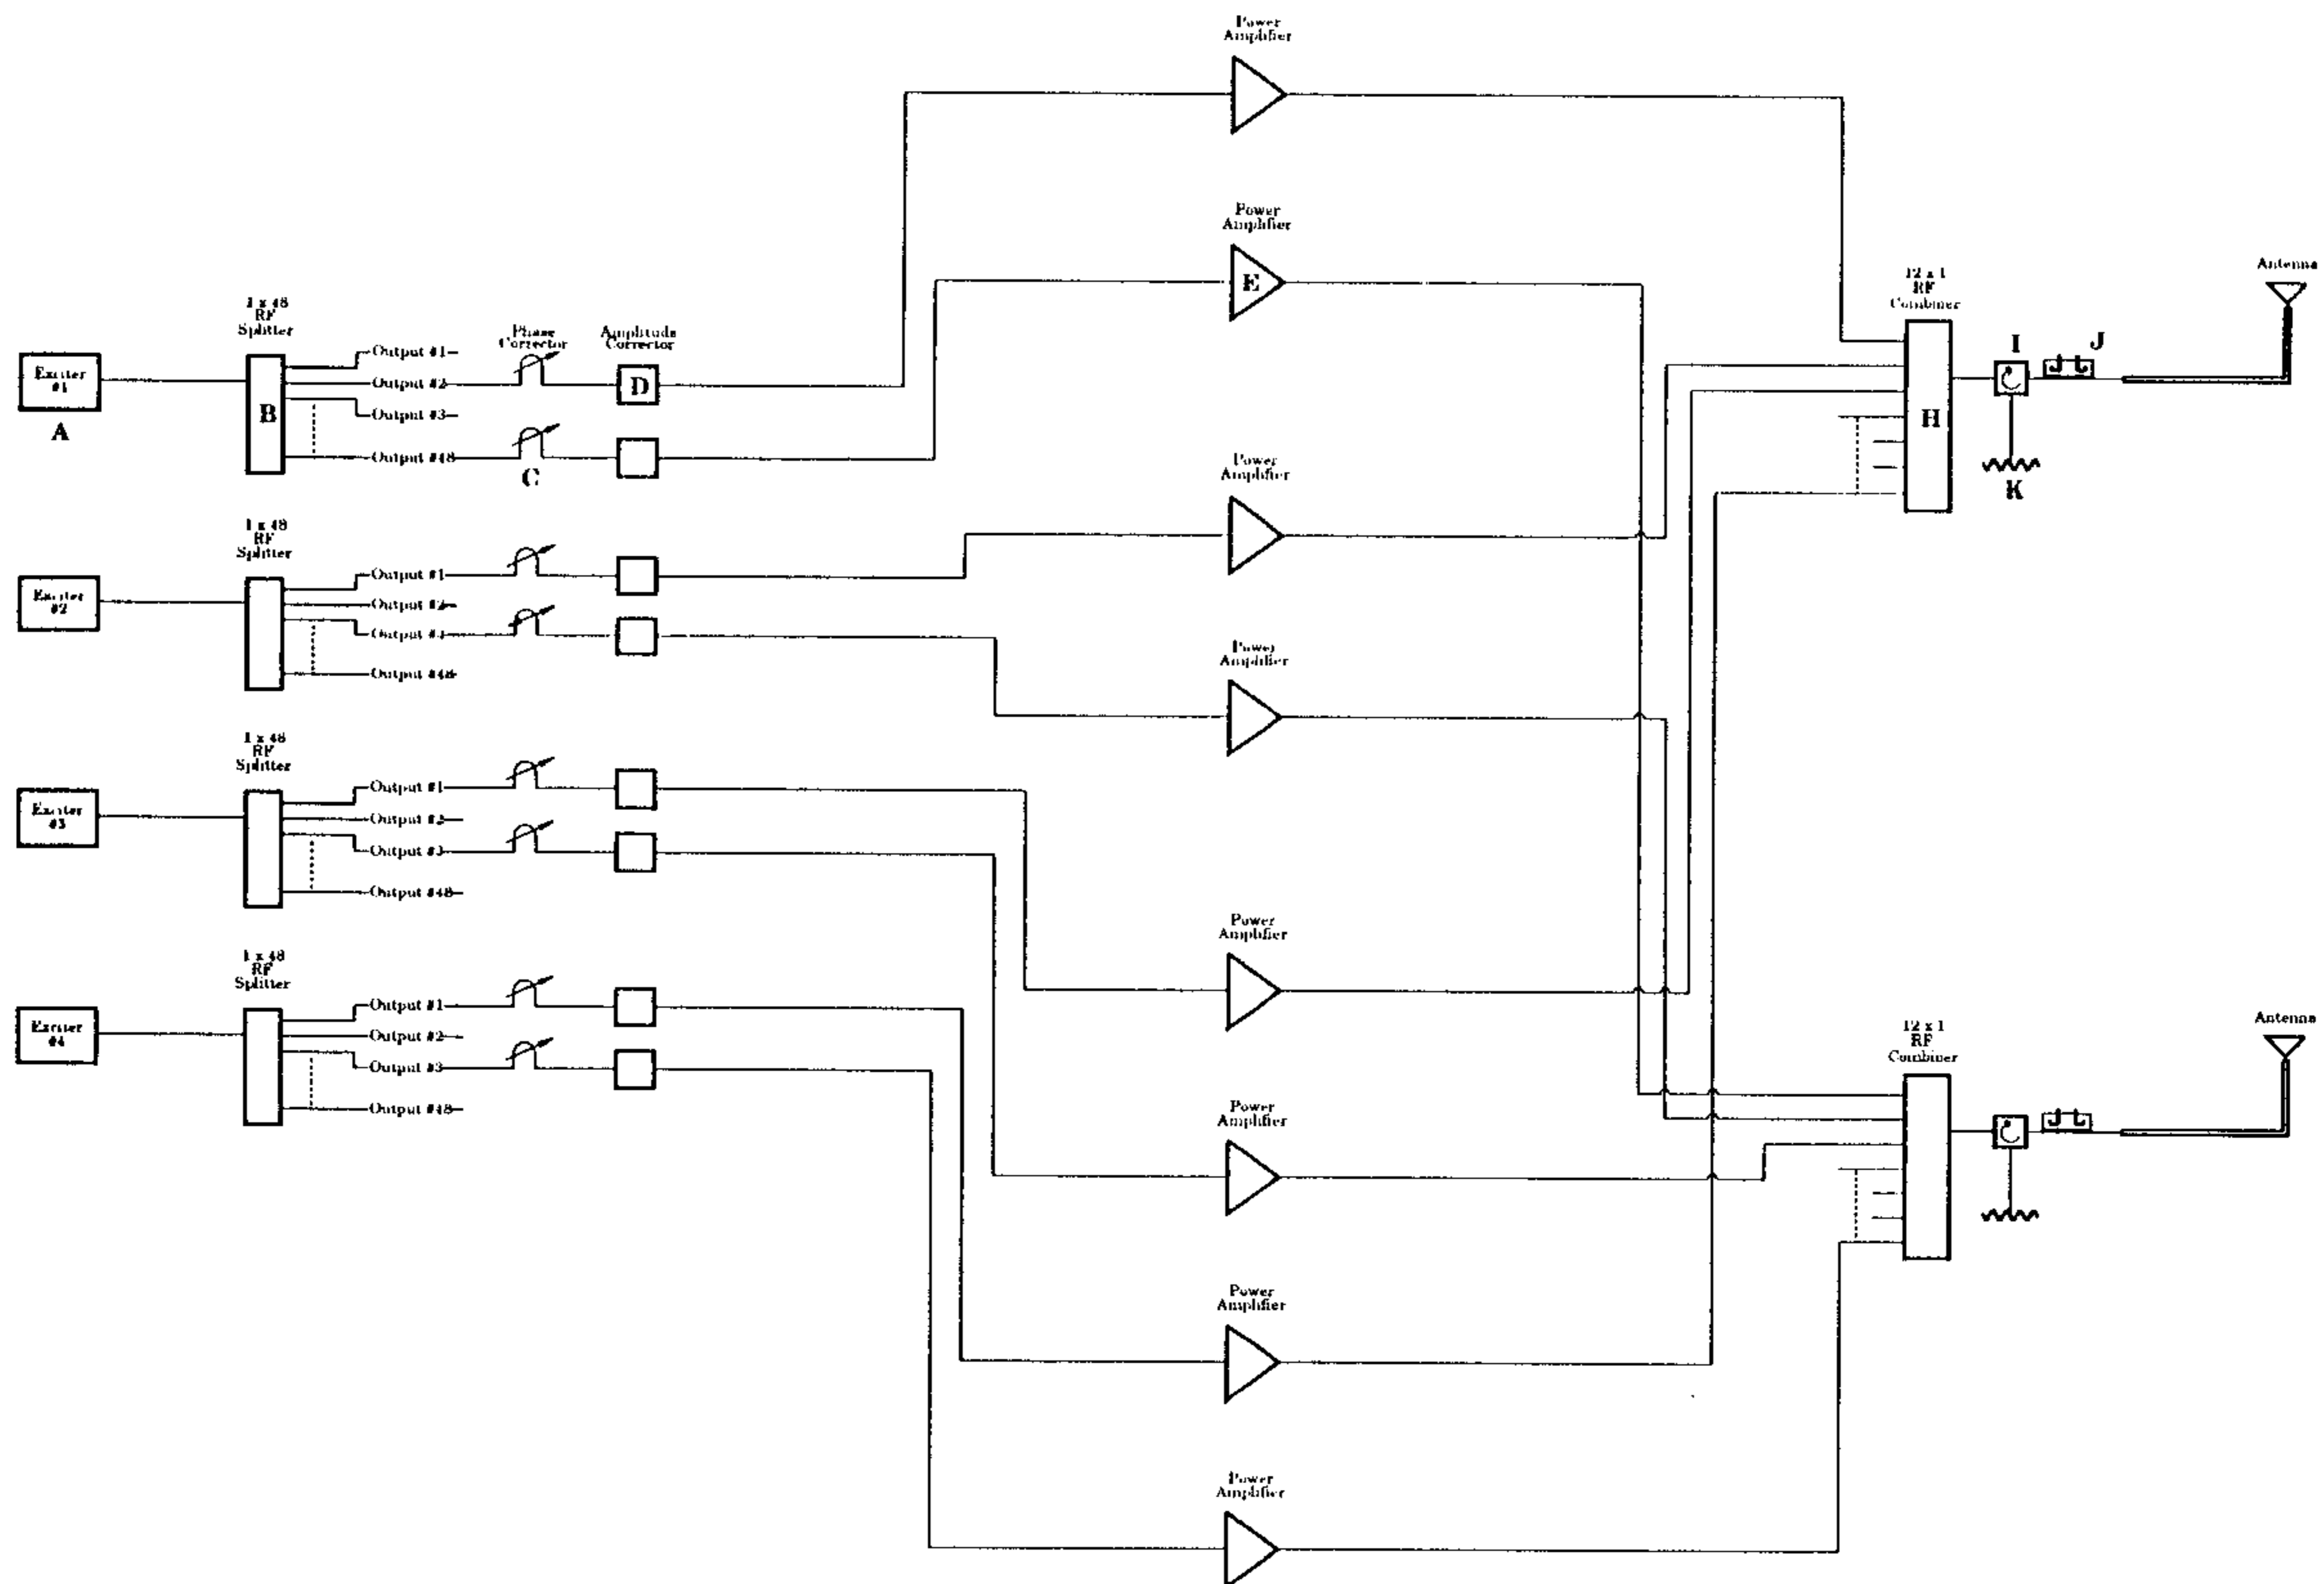 Power
Amplifier
Power
Amplifier
E
12 x 1
RF
Combiner
Antenna
1 x 48
RF
Splitter
Phase
Corrector
Amplitude
Corrector
I
J
Exciter
#1
Output #1
Output #2
D
B
Output #3
H
A
Output #48
C
K
Power
Amplifier
1 x 48
RF
Splitter
Exciter
#2
Output #1
Output #2
Output
Output #48
Power
Amplifier
1 x 48
RF
Splitter
Exciter
#3
Output #1
Output #2
Output #3
Output #48
Power
Amplifier
1 x 48
RF
Splitter
Exciter
#4
Output #1
Output #2
Output #3
Output #48
12 x 1
RF
Combiner
Antenna
Power
Amplifier
Power
Amplifier
Power
Amplifier